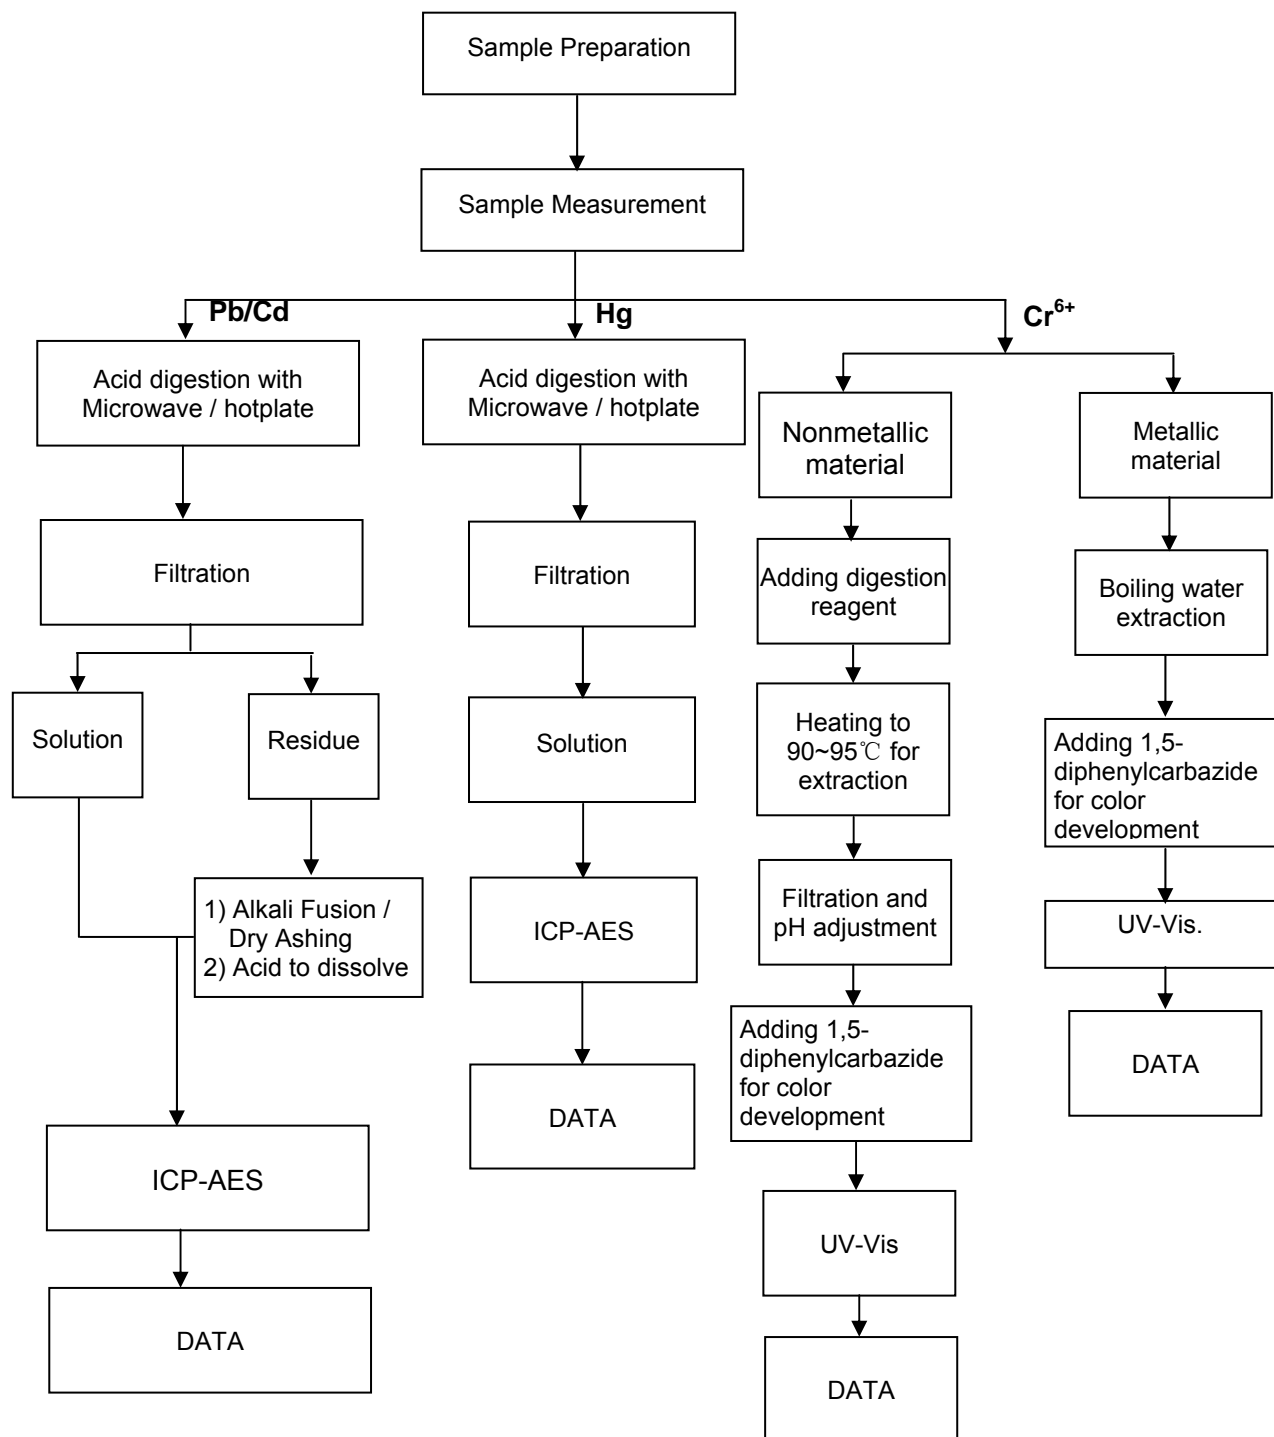 Sample Preparation
Sample Measurement
Pb/Cd
Hg
Cr6+
Acid digestion with
Microwave / hotplate
Acid digestion with
Microwave / hotplate
Nonmetallic
material
Metallic
material
Filtration
Filtration
Adding digestion
reagent
Boiling water
extraction
Solution
Residue
Solution
Heating to
90~95℃ for
extraction
Adding 1,5-
diphenylcarbazide
for color
development
1) Alkali Fusion /
Dry Ashing
2) Acid to dissolve
ICP-AES
Filtration and
pH adjustment
UV-Vis.
Adding 1,5-
diphenylcarbazide
for color
development
DATA
DATA
ICP-AES
UV-Vis
DATA
DATA